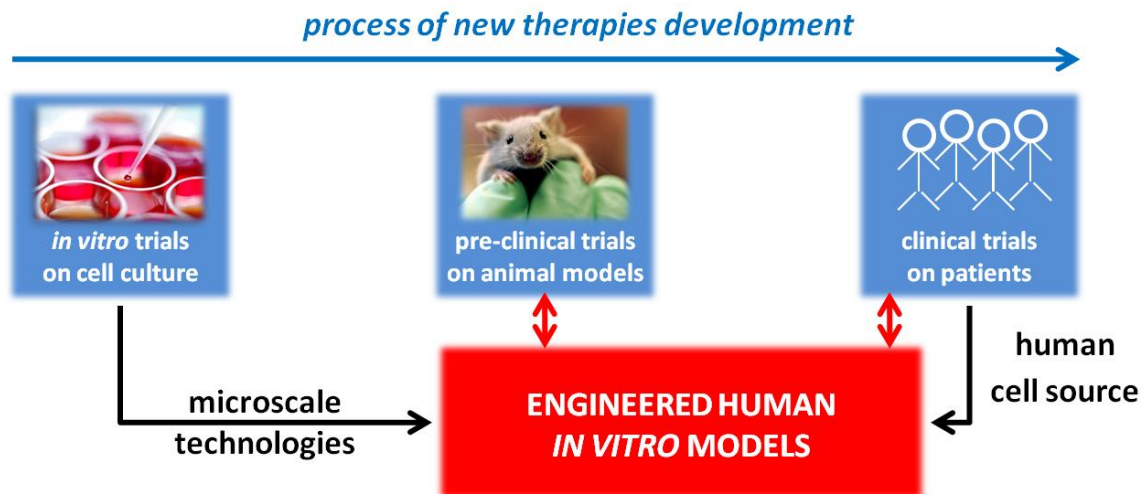 process of new therapies development
in vitro trials
on cell culture
pre-clinical trials
on animal models
clinical trials
on patients
microscale
technologies
ENGINEERED HUMAN
IN VITRO MODELS
human
cell source